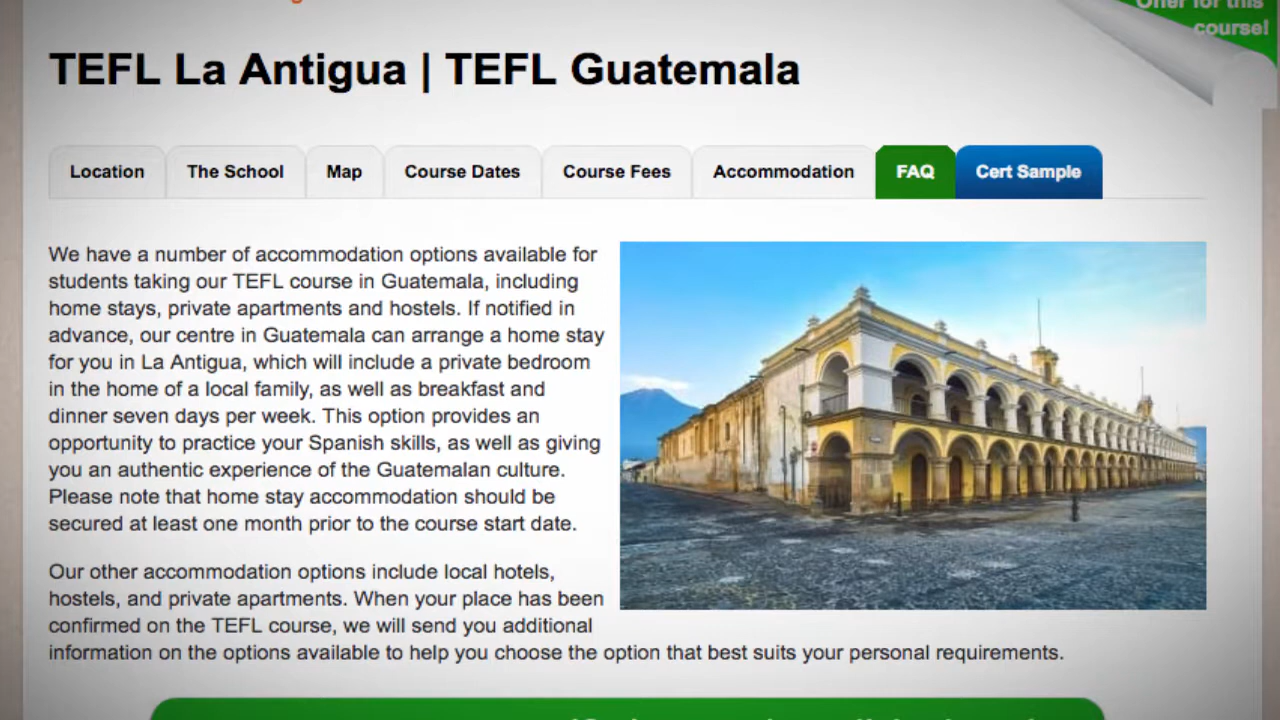 Offer for this
course!
TEFL La Antigua | TEFL Guatemala
Location The School Map Course Dates Course Fees Accommodation FAQ Cert Sample
We have a number of accommodation options available for
students taking our TEFL course in Guatemala, including
home stays, private apartments and hostels. If notified in
advance, our centre in Guatemala can arrange a home stay
for you in La Antigua, which will include a private bedroom
in the home of a local family, as well as breakfast and
dinner seven days per week. This option provides an
opportunity to practice your Spanish skills, as well as giving
you an authentic experience of the Guatemalan culture.
Please note that home stay accommodation should be
secured at least one month prior to the course start date.
Our other accommodation options include local hotels,
hostels, and private apartments. When your place has been
confirmed on the TEFL course, we will send you additional
information on the options available to help you choose the option that best suits your personal requirements.